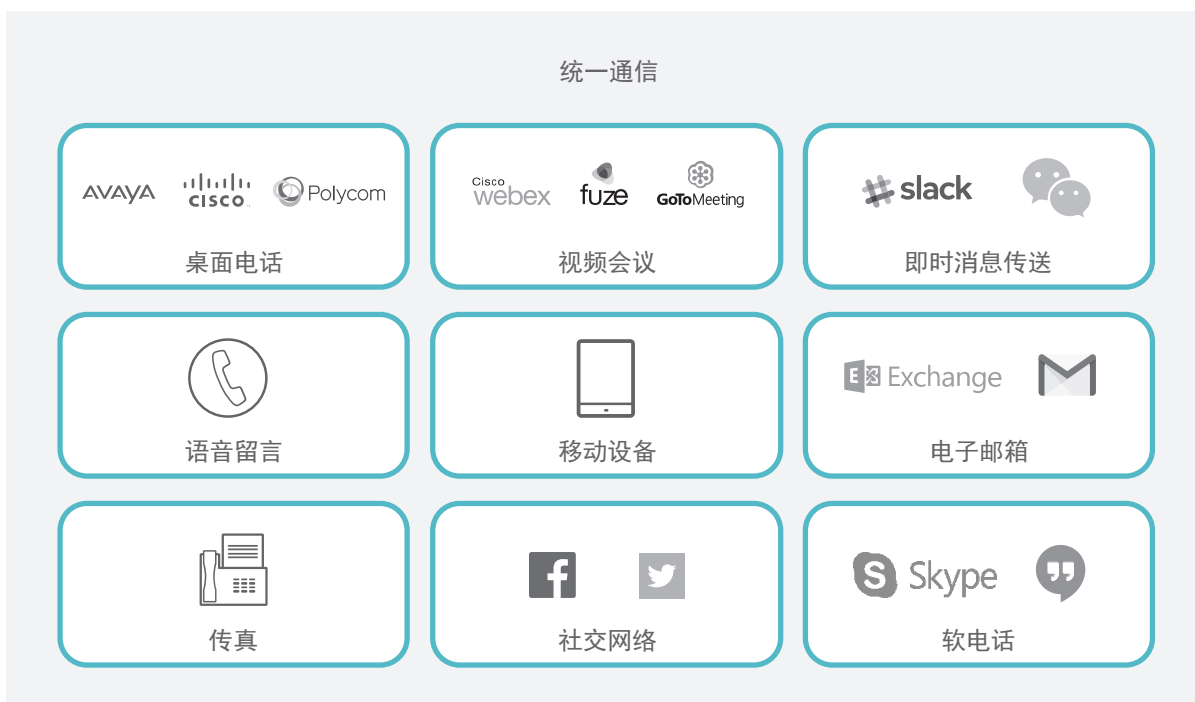 统一通信
AVAYA
CISCO
Polycom
桌面电话
Cisco
webex
fuze
GoToMeeting
视频会议
slack
即时消息传送
语音留言
移动设备
E Exchange
电子邮箱
传真
f
社交网络
S Skype
软电话